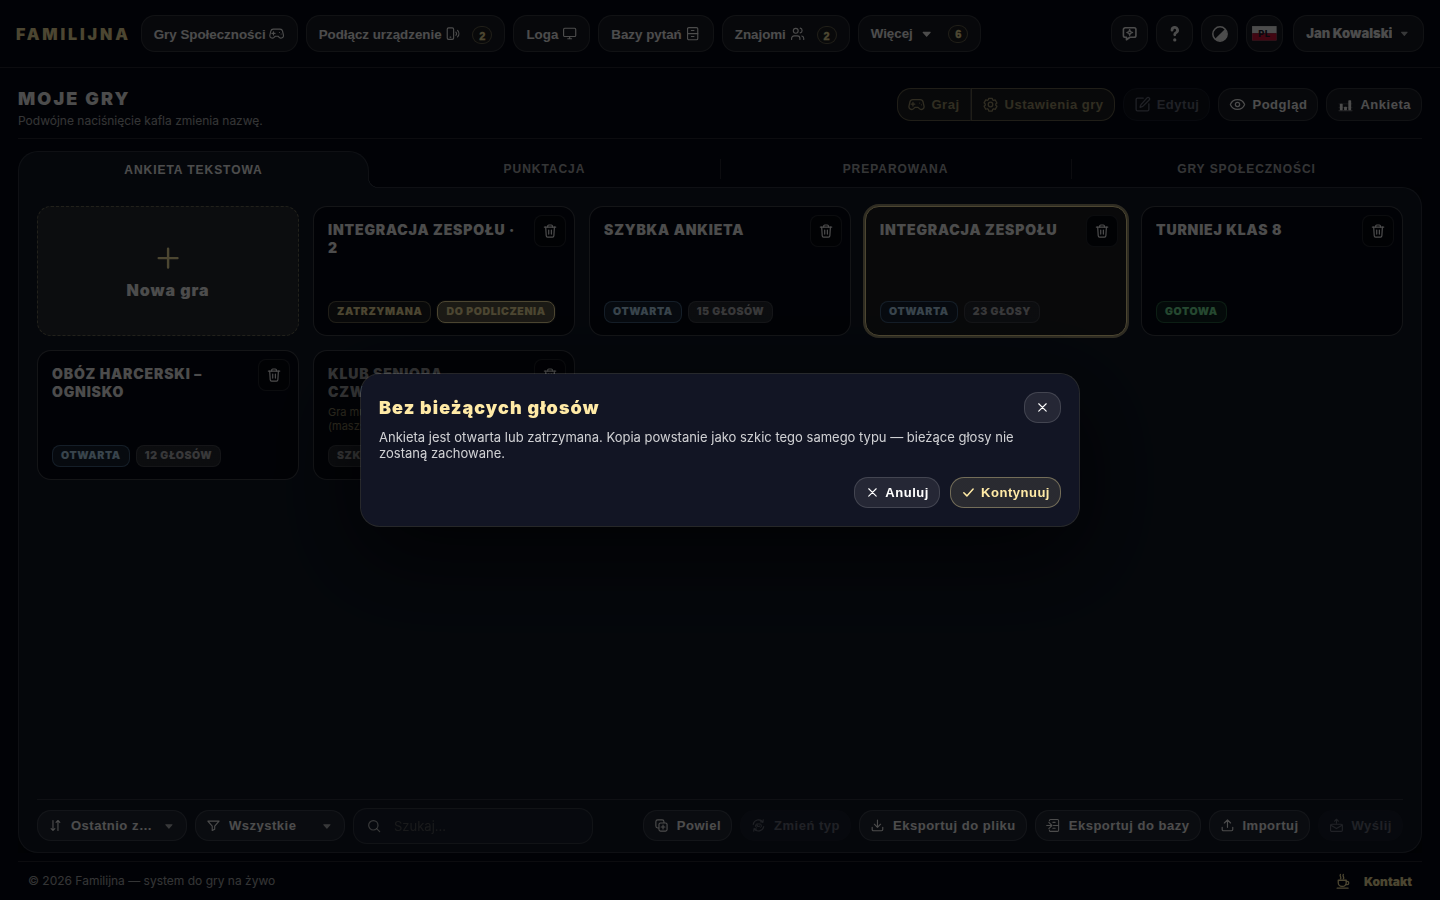 FAMILIJNA
Gry Społeczności
Podłącz urządzenie 2
Loga
Bazy pytań
Znajomi 2
Więcej 6
?
PL
Jan Kowalski
MOJE GRY
Podwójne naciśnięcie kafla zmienia nazwę.
Graj
Ustawienia gry
Edytuj
Podgląd
Ankieta
ANKIETA TEKSTOWA
PUNKTACJA
PREPAROWANA
GRY SPOŁECZNOŚCI
Nowa gra
INTEGRACJA ZESPOŁU ·
2
ZATRZYMANA
DO PODLICZENIA
SZYBKA ANKIETA
OTWARTA
15 GŁOSÓW
INTEGRACJA ZESPOŁU
OTWARTA
23 GŁOSY
TURNIEJ KLAS 8
GOTOWA
OBÓZ HARCERSKI –
OGNISKO
OTWARTA
12 GŁOSÓW
KLUB SENIORA –
Bez bieżących głosów
Ankieta jest otwarta lub zatrzymana. Kopia powstanie jako szkic tego samego typu — bieżące głosy nie
zostaną zachowane.
Anuluj
Kontynuuj
Ostatnio z...
Wszystkie
Szukaj...
Powiel
Zmień typ
Eksportuj do pliku
Eksportuj do bazy
Importuj
Wyślij
© 2026 Familijna — system do gry na żywo
Kontakt